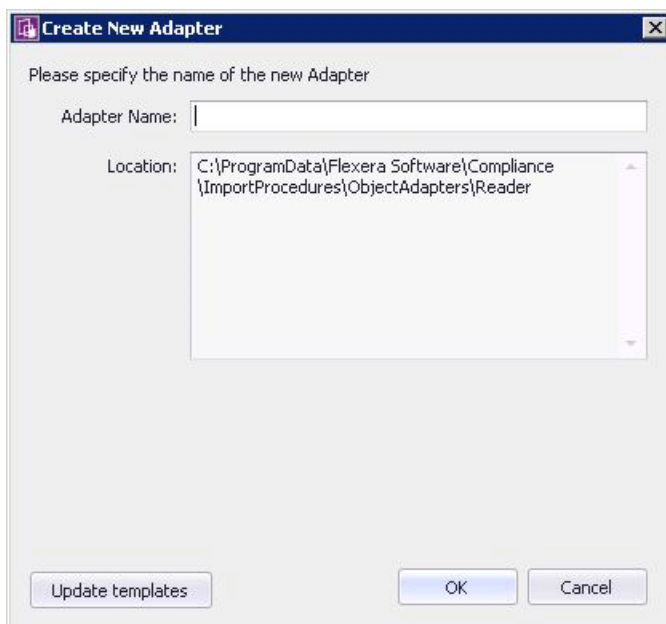 Create New Adapter
Please specify the name of the new Adapter
Adapter Name:
Location:
C:\ProgramData\Flexera Software\Compliance
\ImportProcedures\ObjectAdapters\Reader
Update templates
OK
Cancel